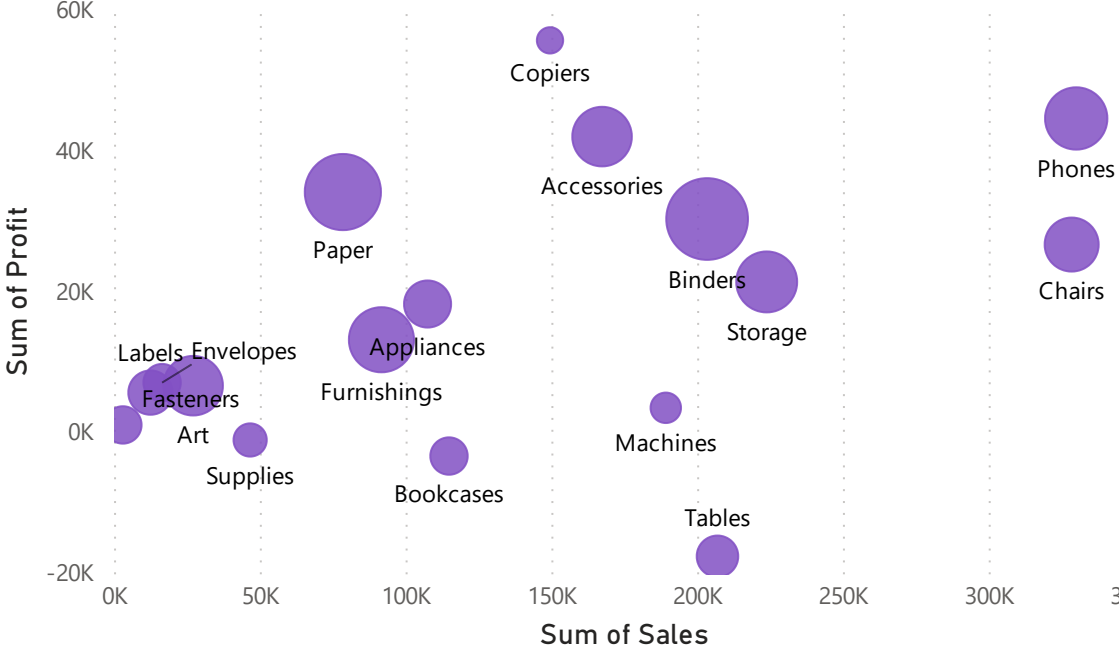 60K
Copiers
40K
Phones
Accessories
Paper
Binders
20K
Chairs
Storage
Labels
Envelopes
Appliances
Furnishings
Fasteners
0K
Art
Machines
Supplies
Bookcases
Tables
-20K
0K 50K 100K 150K 200K 250K 300K 3
Sum of Sales
Sum of Profit